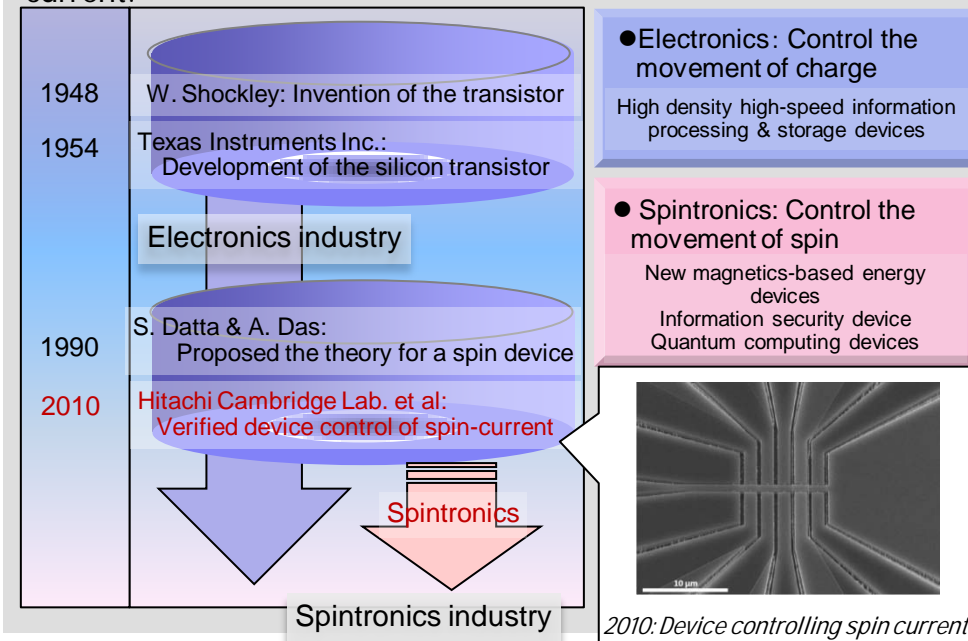 1948 W. Shockley: Invention of the transistor
1954 Texas Instruments Inc.:
Development of the silicon transistor
Electronics industry
1990 S. Datta & A. Das:
Proposed the theory for a spin device
2010 Hitachi Cambridge Lab. et al:
Verified device control of spin-current
Spintronics
Spintronics industry
●Electronics: Control the
movement of charge
High density high-speed information
processing & storage devices
● Spintronics: Control the
movement of spin
New magnetics-based energy
devices
Information security device
Quantum computing devices
10 µm
2010: Device controlling spin current